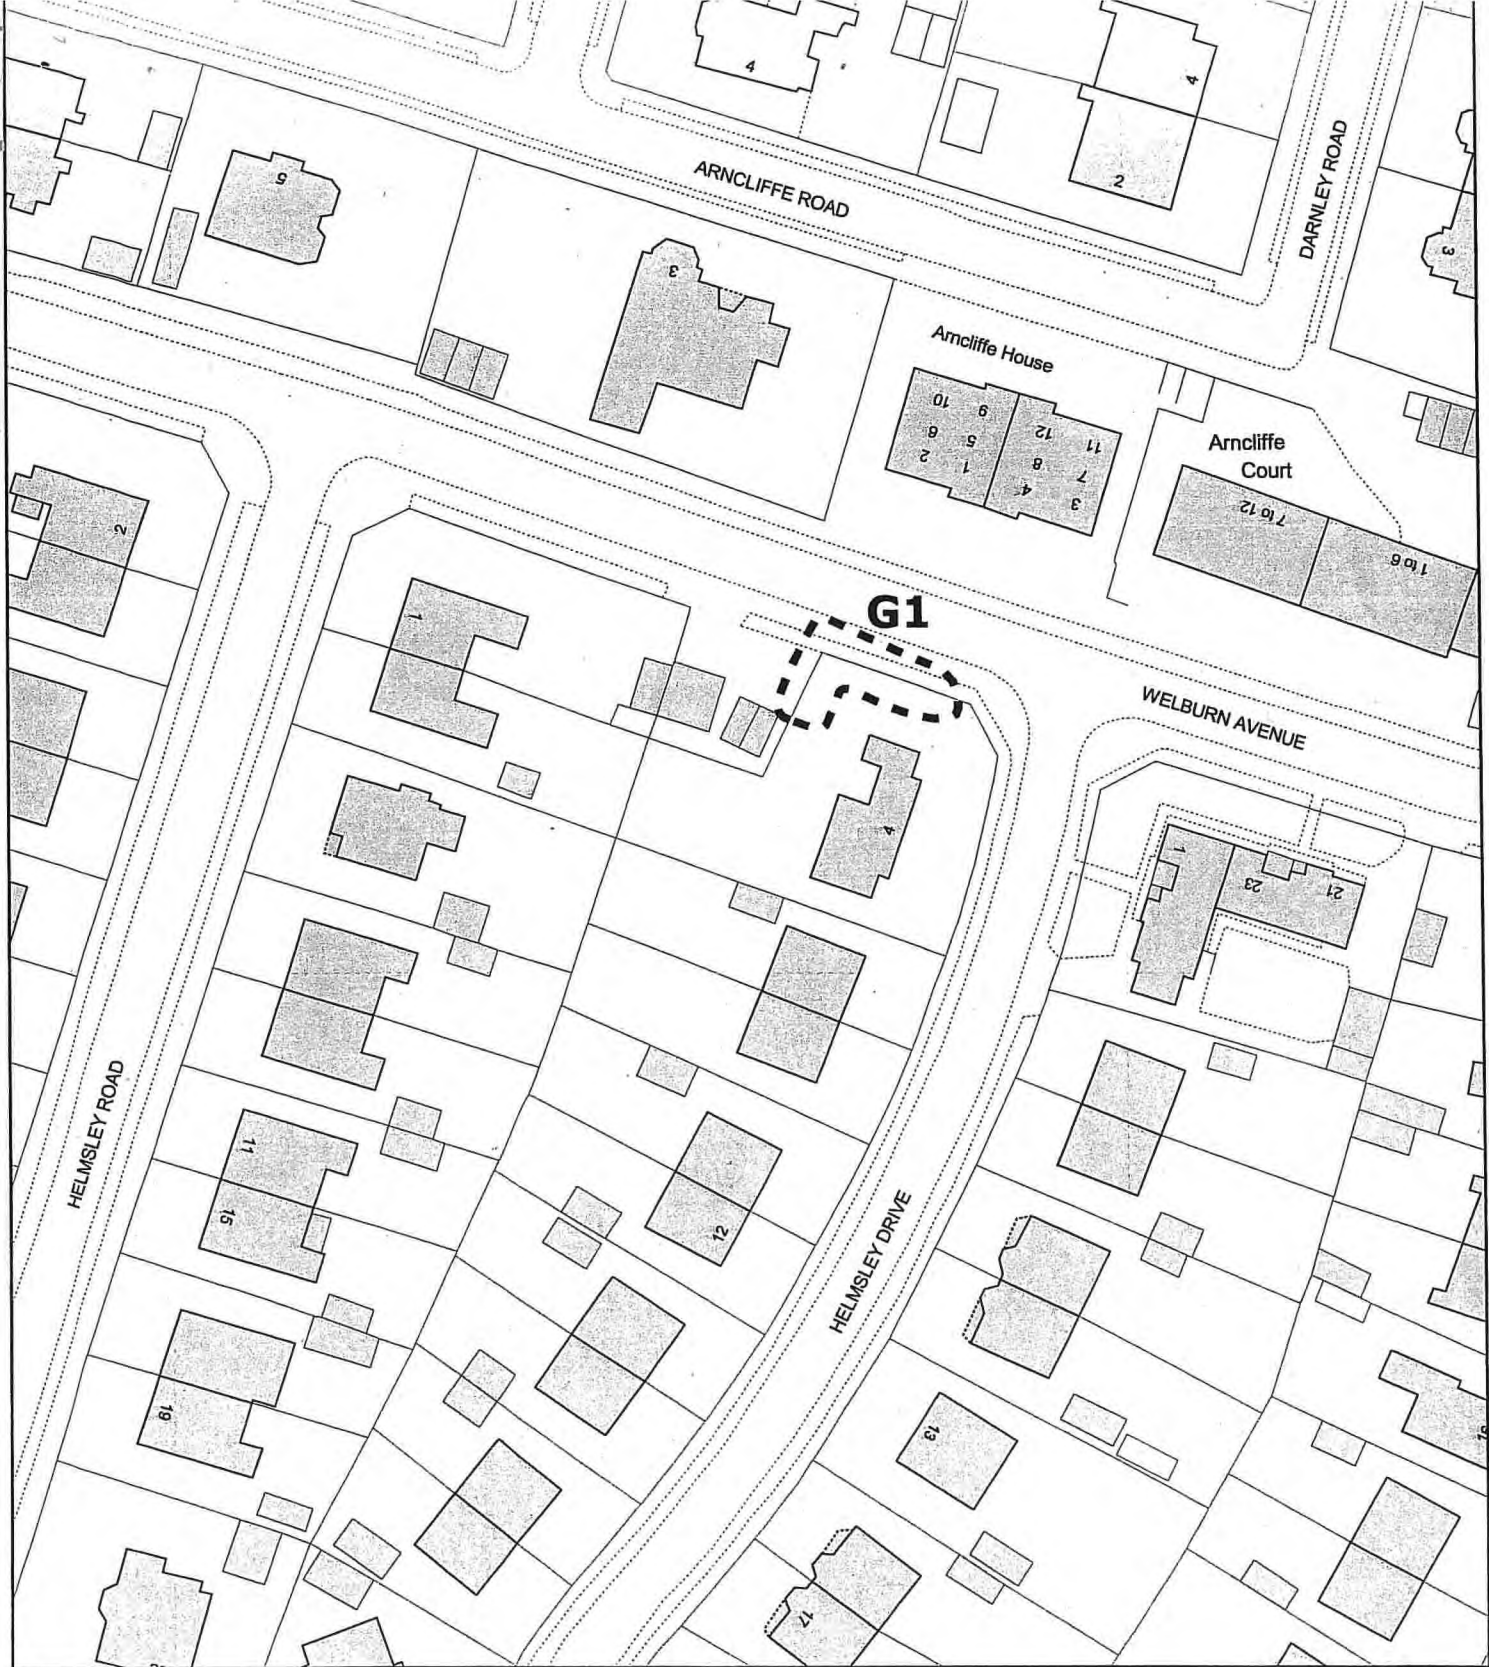 4
4
2
ARNCLIFFE ROAD
DARNLEY ROAD
5
3
3
Arncliffe House
10 9 12 11
6 5 8 7
2 1 4 3
Arncliffe
Court
7 to 12
1 to 6
2
1
G1
WELBURN AVENUE
4
1
23
21
HELMSLEY ROAD
11
15
12
HELMSLEY DRIVE
19
13
17